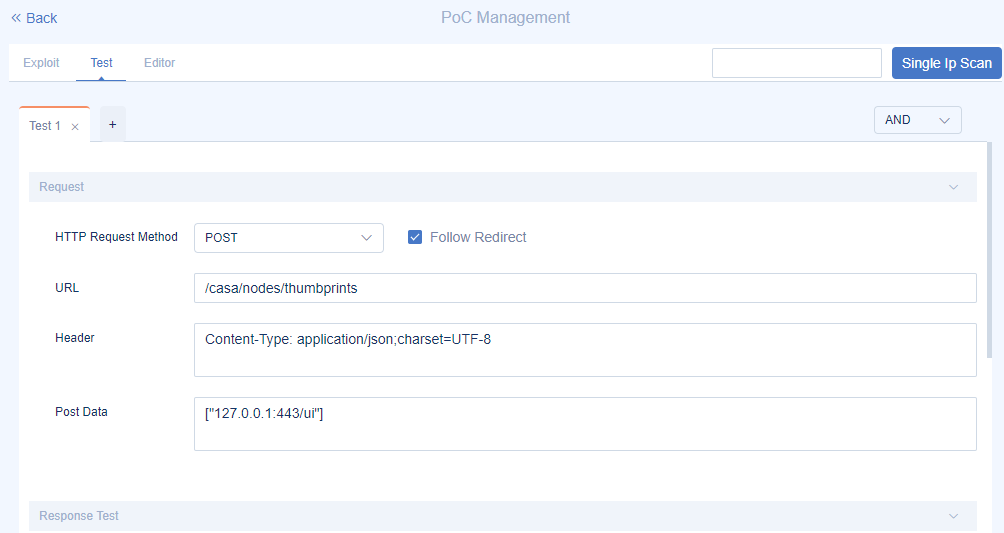 « Back
PoC Management
Exploit Test Editor
Single Ip Scan
Test 1 × +
AND
Request
HTTP Request Method POST Follow Redirect
URL /casa/nodes/thumbprints
Header Content-Type: application/json;charset=UTF-8
Post Data ["127.0.0.1:443/ui"]
Response Test